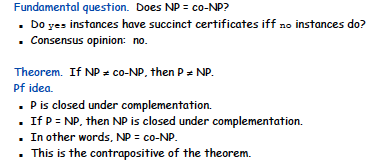 Fundamental question. Does NP = co-NP?
▪ Do yes instances have succinct certificates iff no instances do?
▪ Consensus opinion: no.
Theorem. If NP ≠ co-NP, then P ≠ NP.
Pf idea.
▪ P is closed under complementation.
▪ If P = NP, then NP is closed under complementation.
▪ In other words, NP = co-NP.
▪ This is the contrapositive of the theorem.